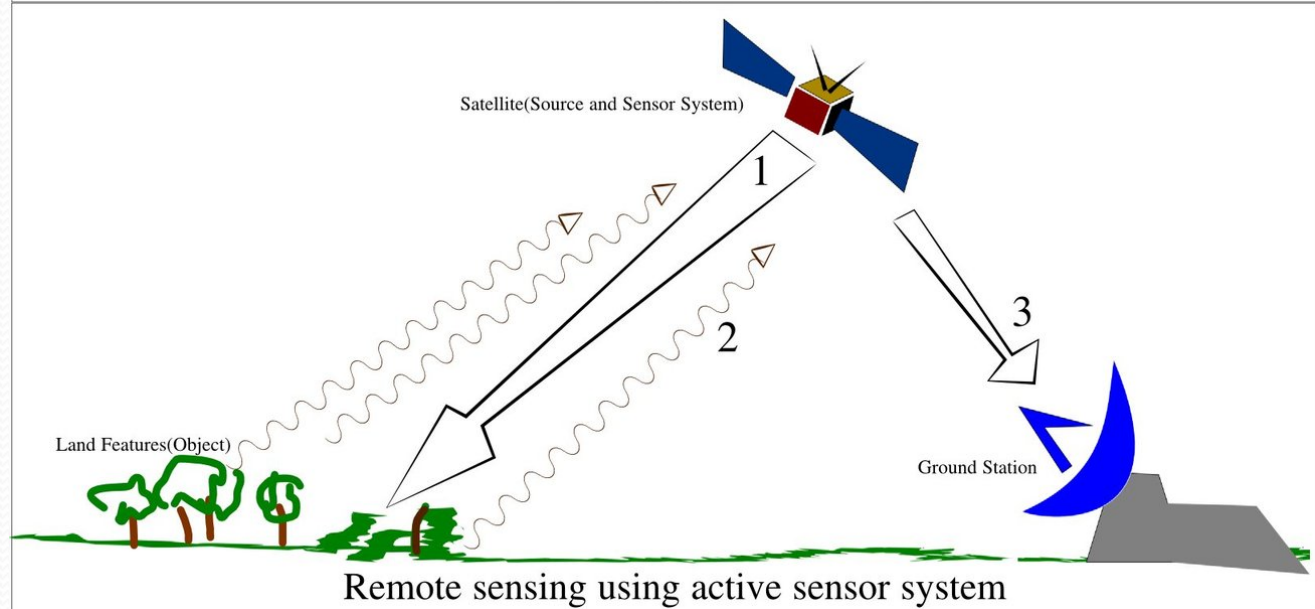 Satellite(Source and Sensor System)
1
2
3
Land Features(Object)
Ground Station
Remote sensing using active sensor system